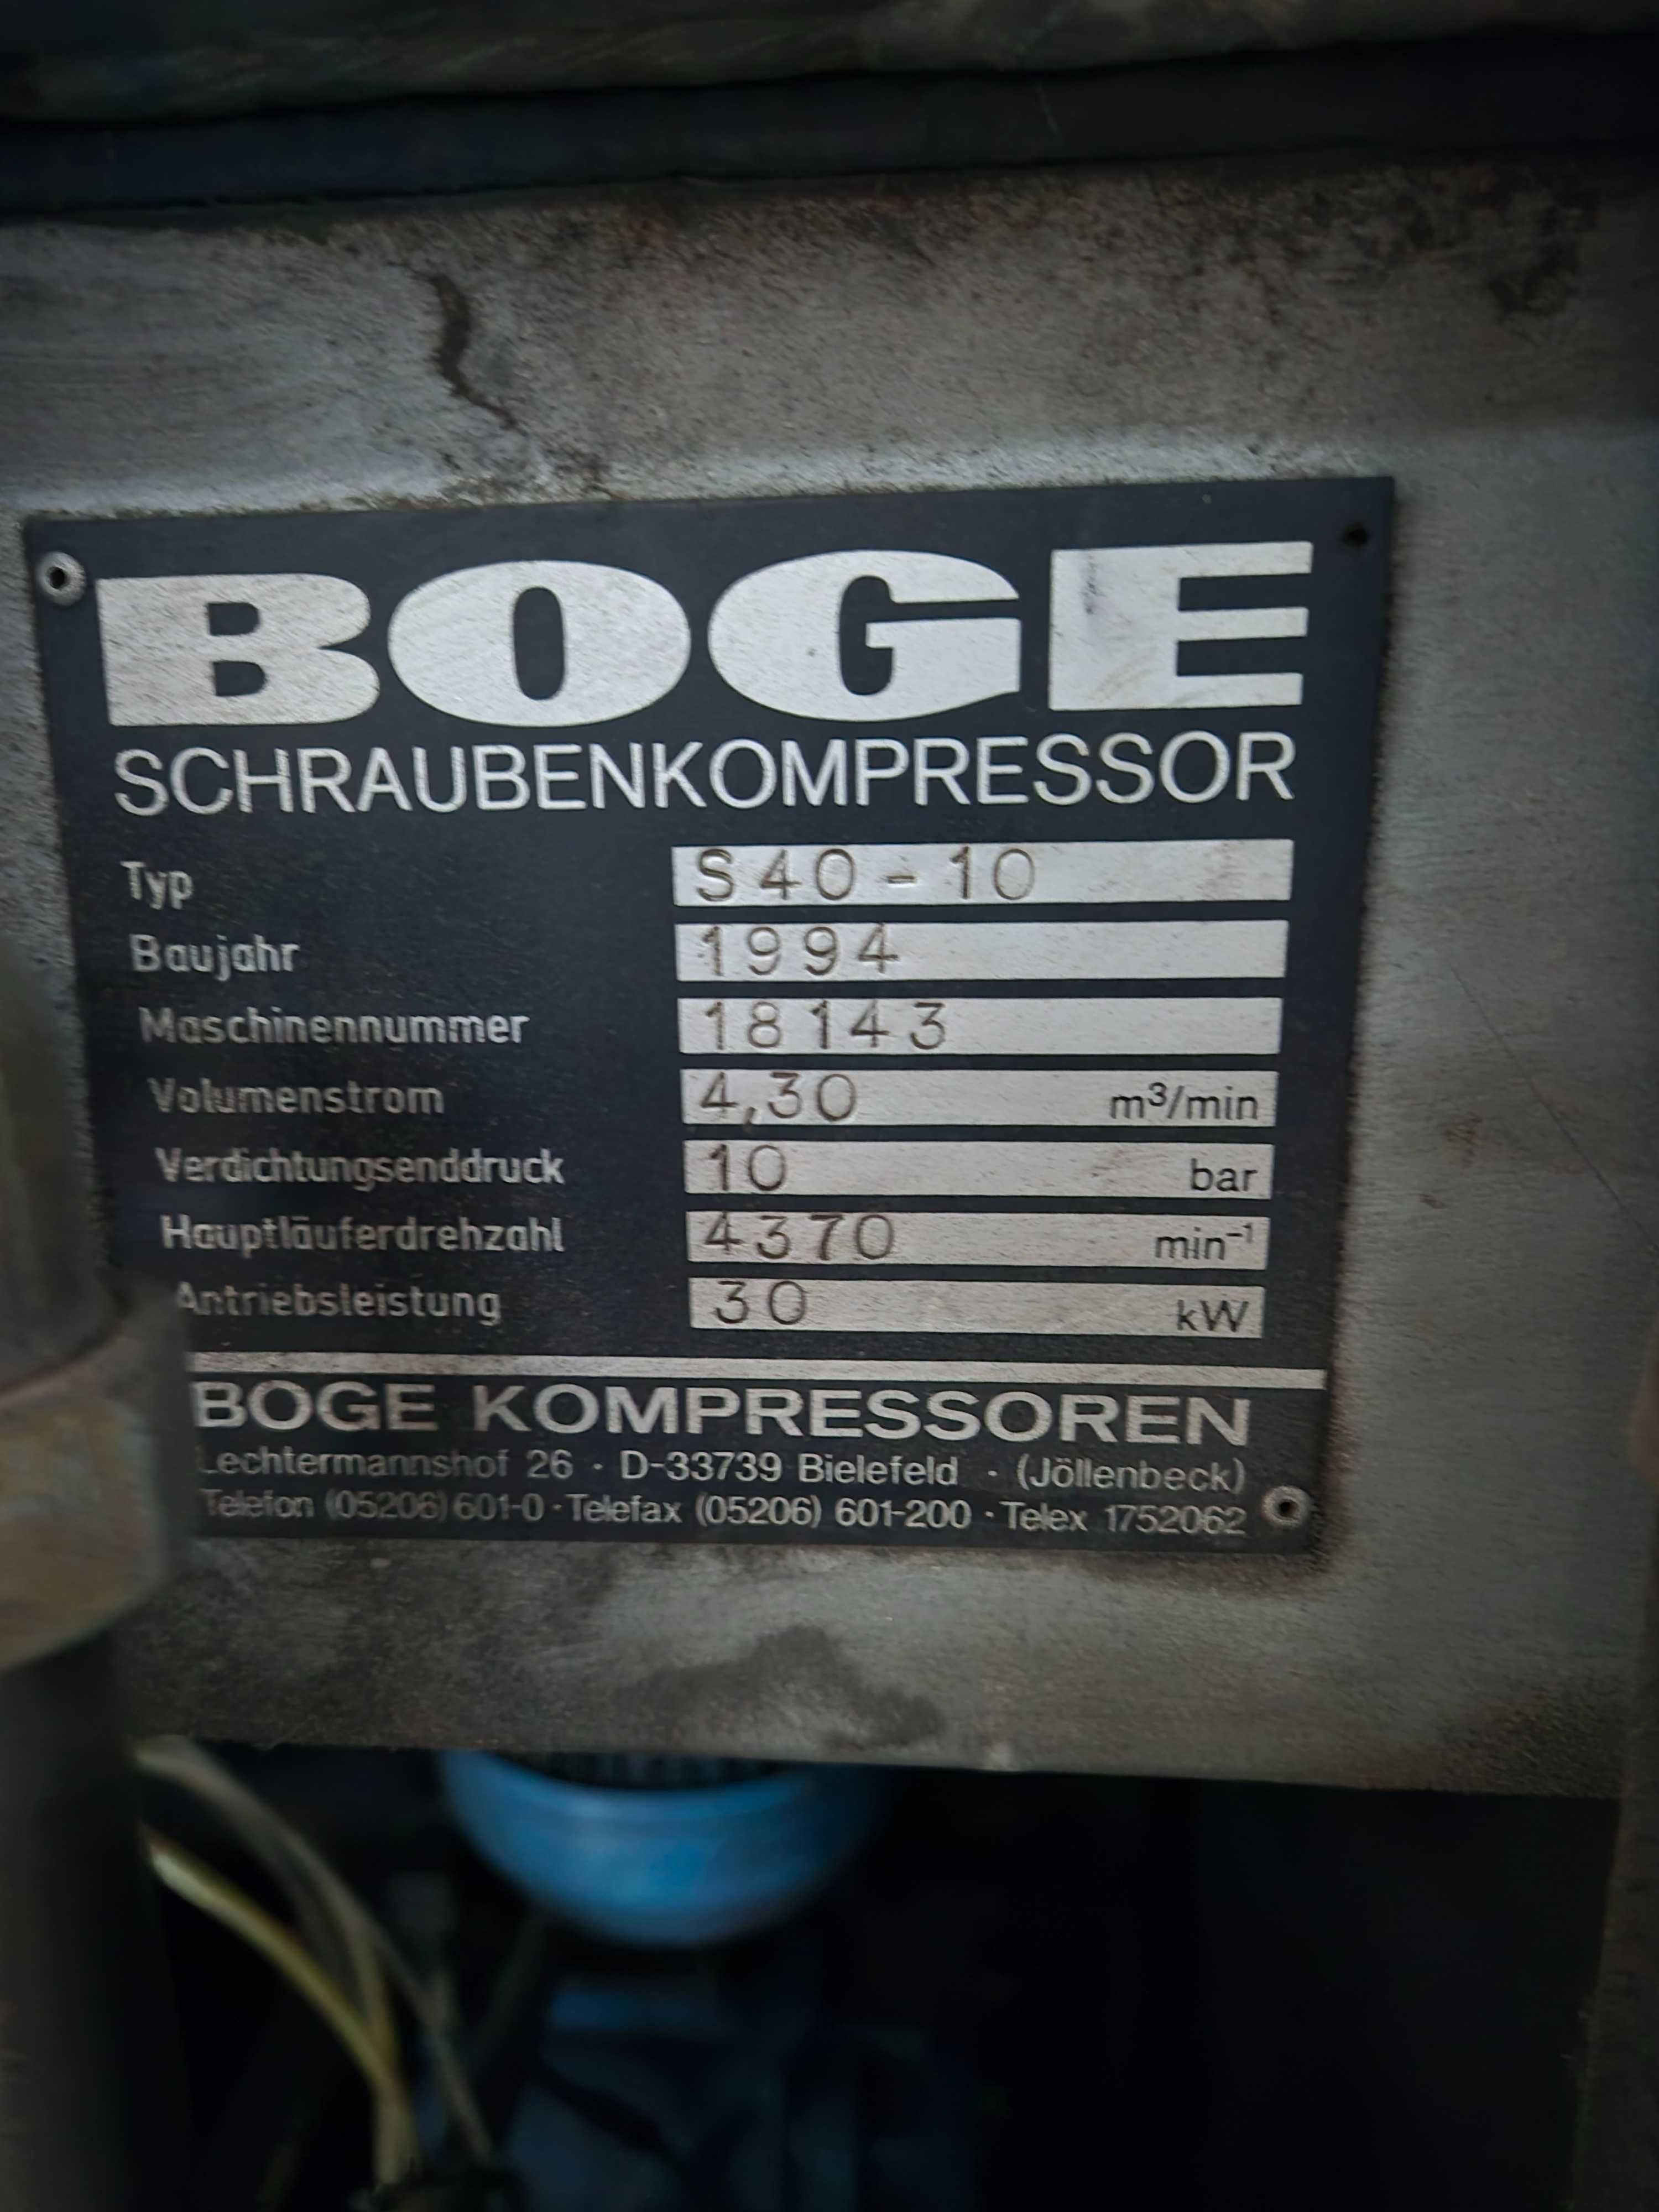 BOGE
SCHRAUBENKOMPRESSOR
Typ S40-10
Baujahr 1994
Maschinennummer 18143
Volumenstrom 4,30 m³/min
Verdichtungsenddruck 10 bar
Hauptläuferdrehzahl 4370 min⁻¹
Antriebsleistung 30 kW
BOGE KOMPRESSOREN
Lechtermannshof 26 · D-33739 Bielefeld · (Jöllenbeck)
Telefon (05206) 601-0 · Telefax (05206) 601-200 · Telex 1752062